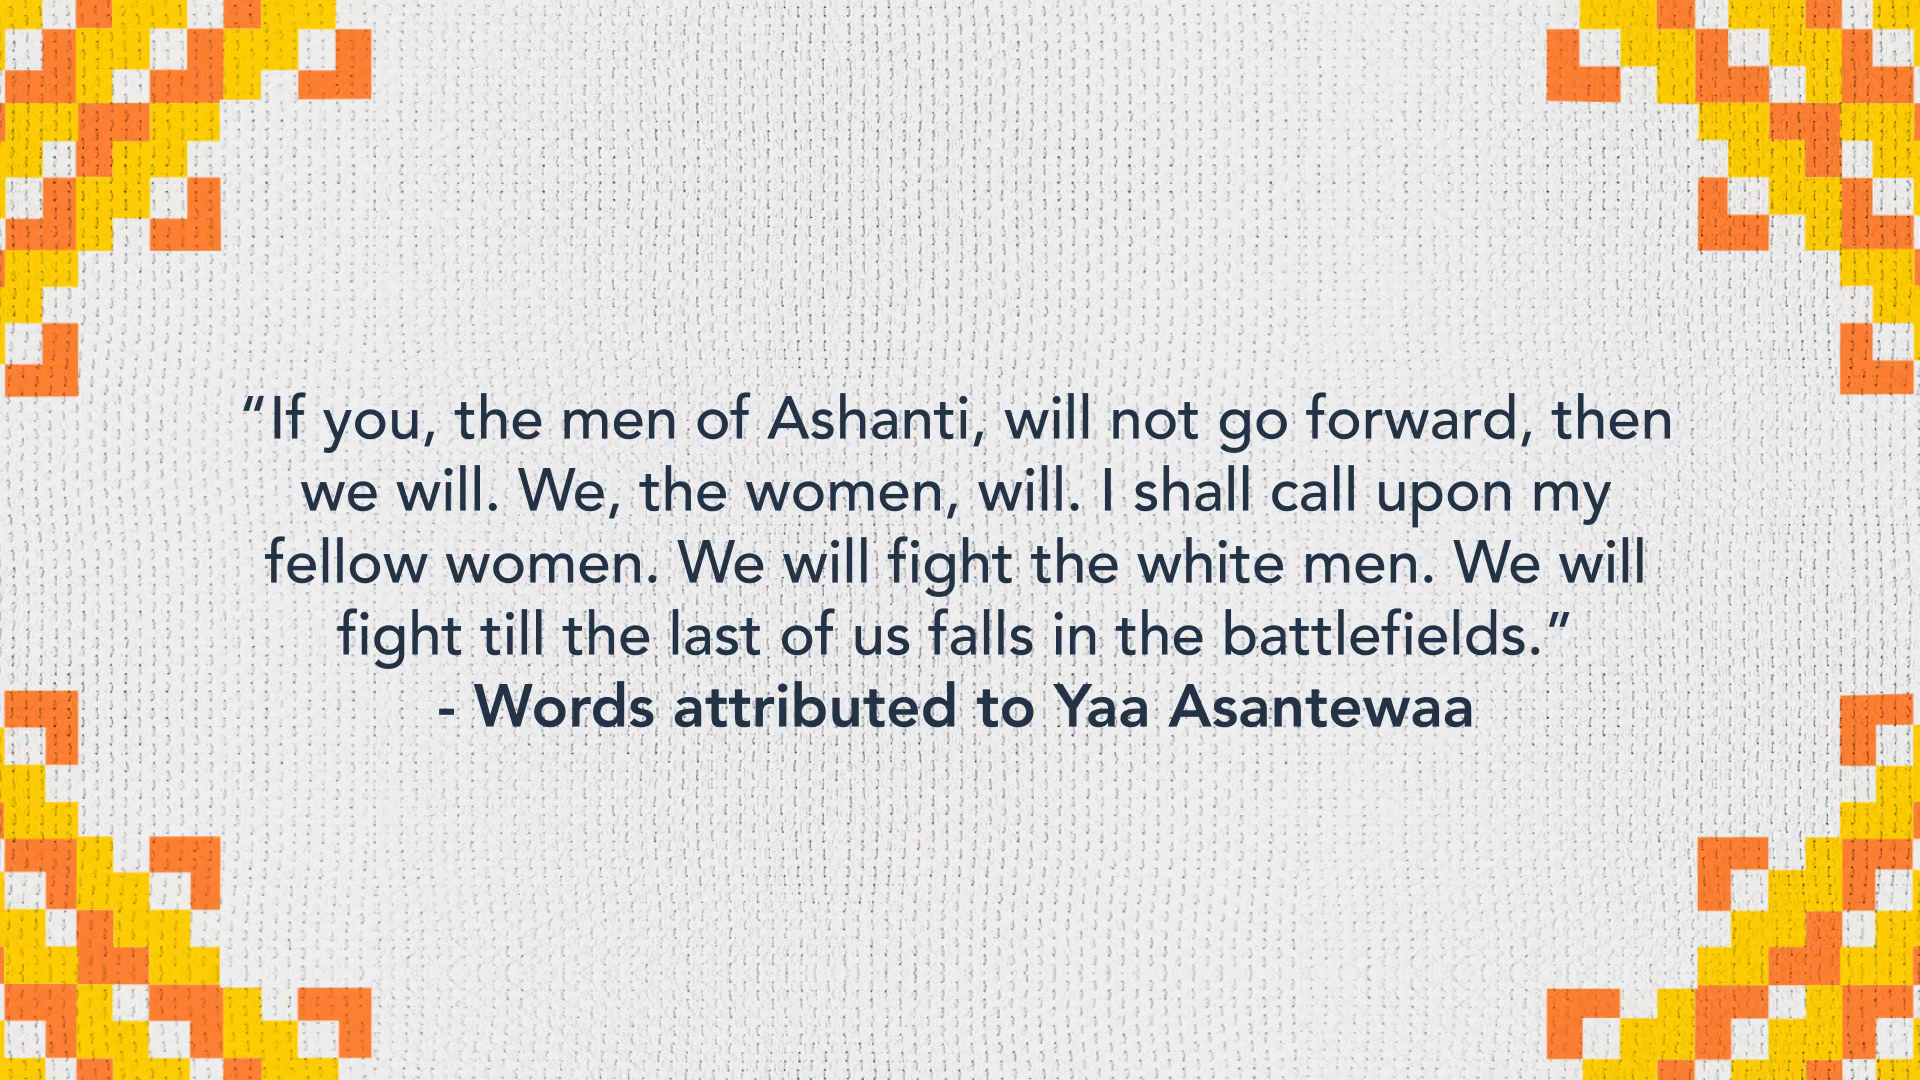 “If you, the men of Ashanti, will not go forward, then
we will. We, the women, will. I shall call upon my
fellow women. We will fight the white men. We will
fight till the last of us falls in the battlefields.”
- Words attributed to Yaa Asantewaa